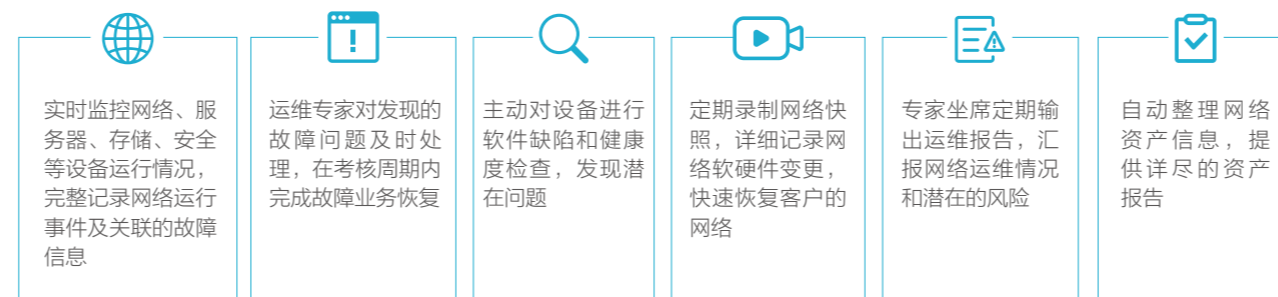 实时监控网络、服
务器、存储、安全
等设备运行情况，
完整记录网络运行
事件及关联的故障
信息
运维专家对发现的
故障问题及时处
理，在考核周期内
完成故障业务恢复
主动对设备进行
软件缺陷和健康
度检查，发现潜
在问题
定期录制网络快
照，详细记录网
络软硬件变更，
快速恢复客户的
网络
专家坐席定期输
出运维报告，汇
报网络运维情况
和潜在的风险
自动整理网络
资产信息，提
供详尽的资产
报告